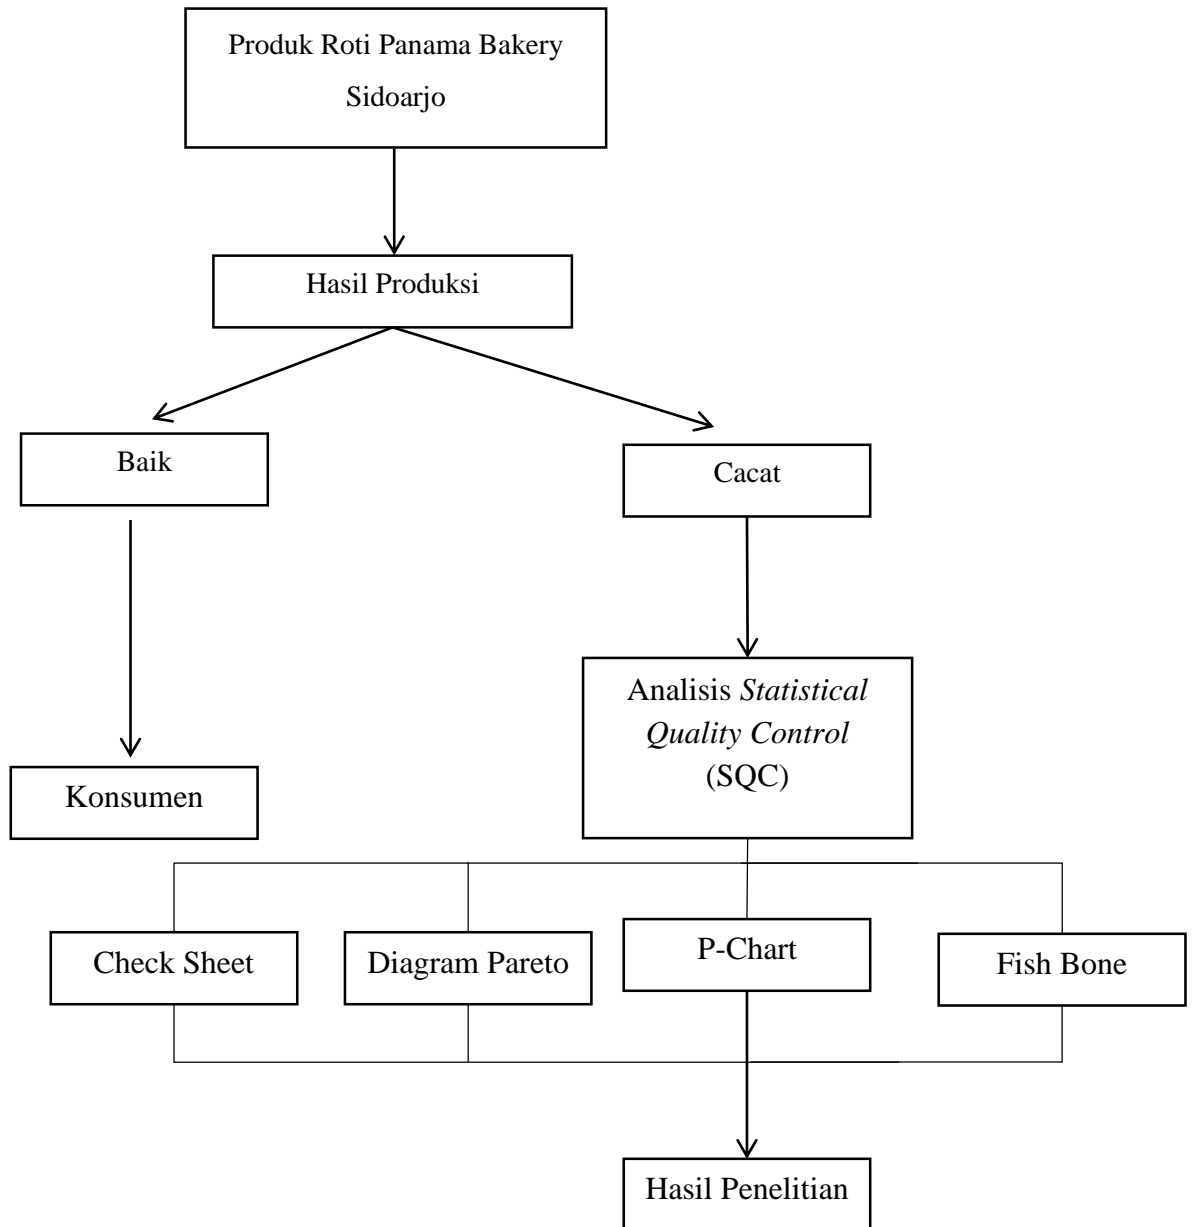 Produk Roti Panama Bakery
Sidoarjo
Hasil Produksi
Baik
Cacat
Analisis Statistical
Quality Control
(SQC)
Konsumen
Check Sheet
Diagram Pareto
P-Chart
Fish Bone
Hasil Penelitian